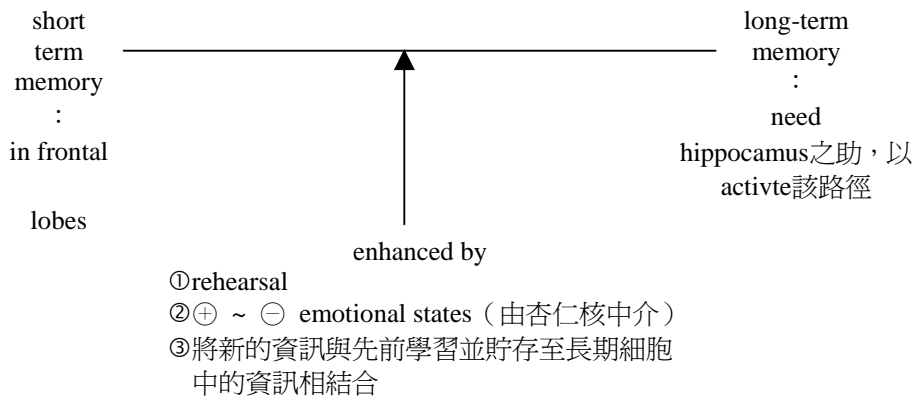 short
term
memory
：
in frontal
lobes
long-term
memory
：
need
hippocamus之助，以
activte該路徑
enhanced by
①rehearsal
②⊕ ~ ⊖ emotional states（由杏仁核中介）
③將新的資訊與先前學習並貯存至長期細胞
中的資訊相結合